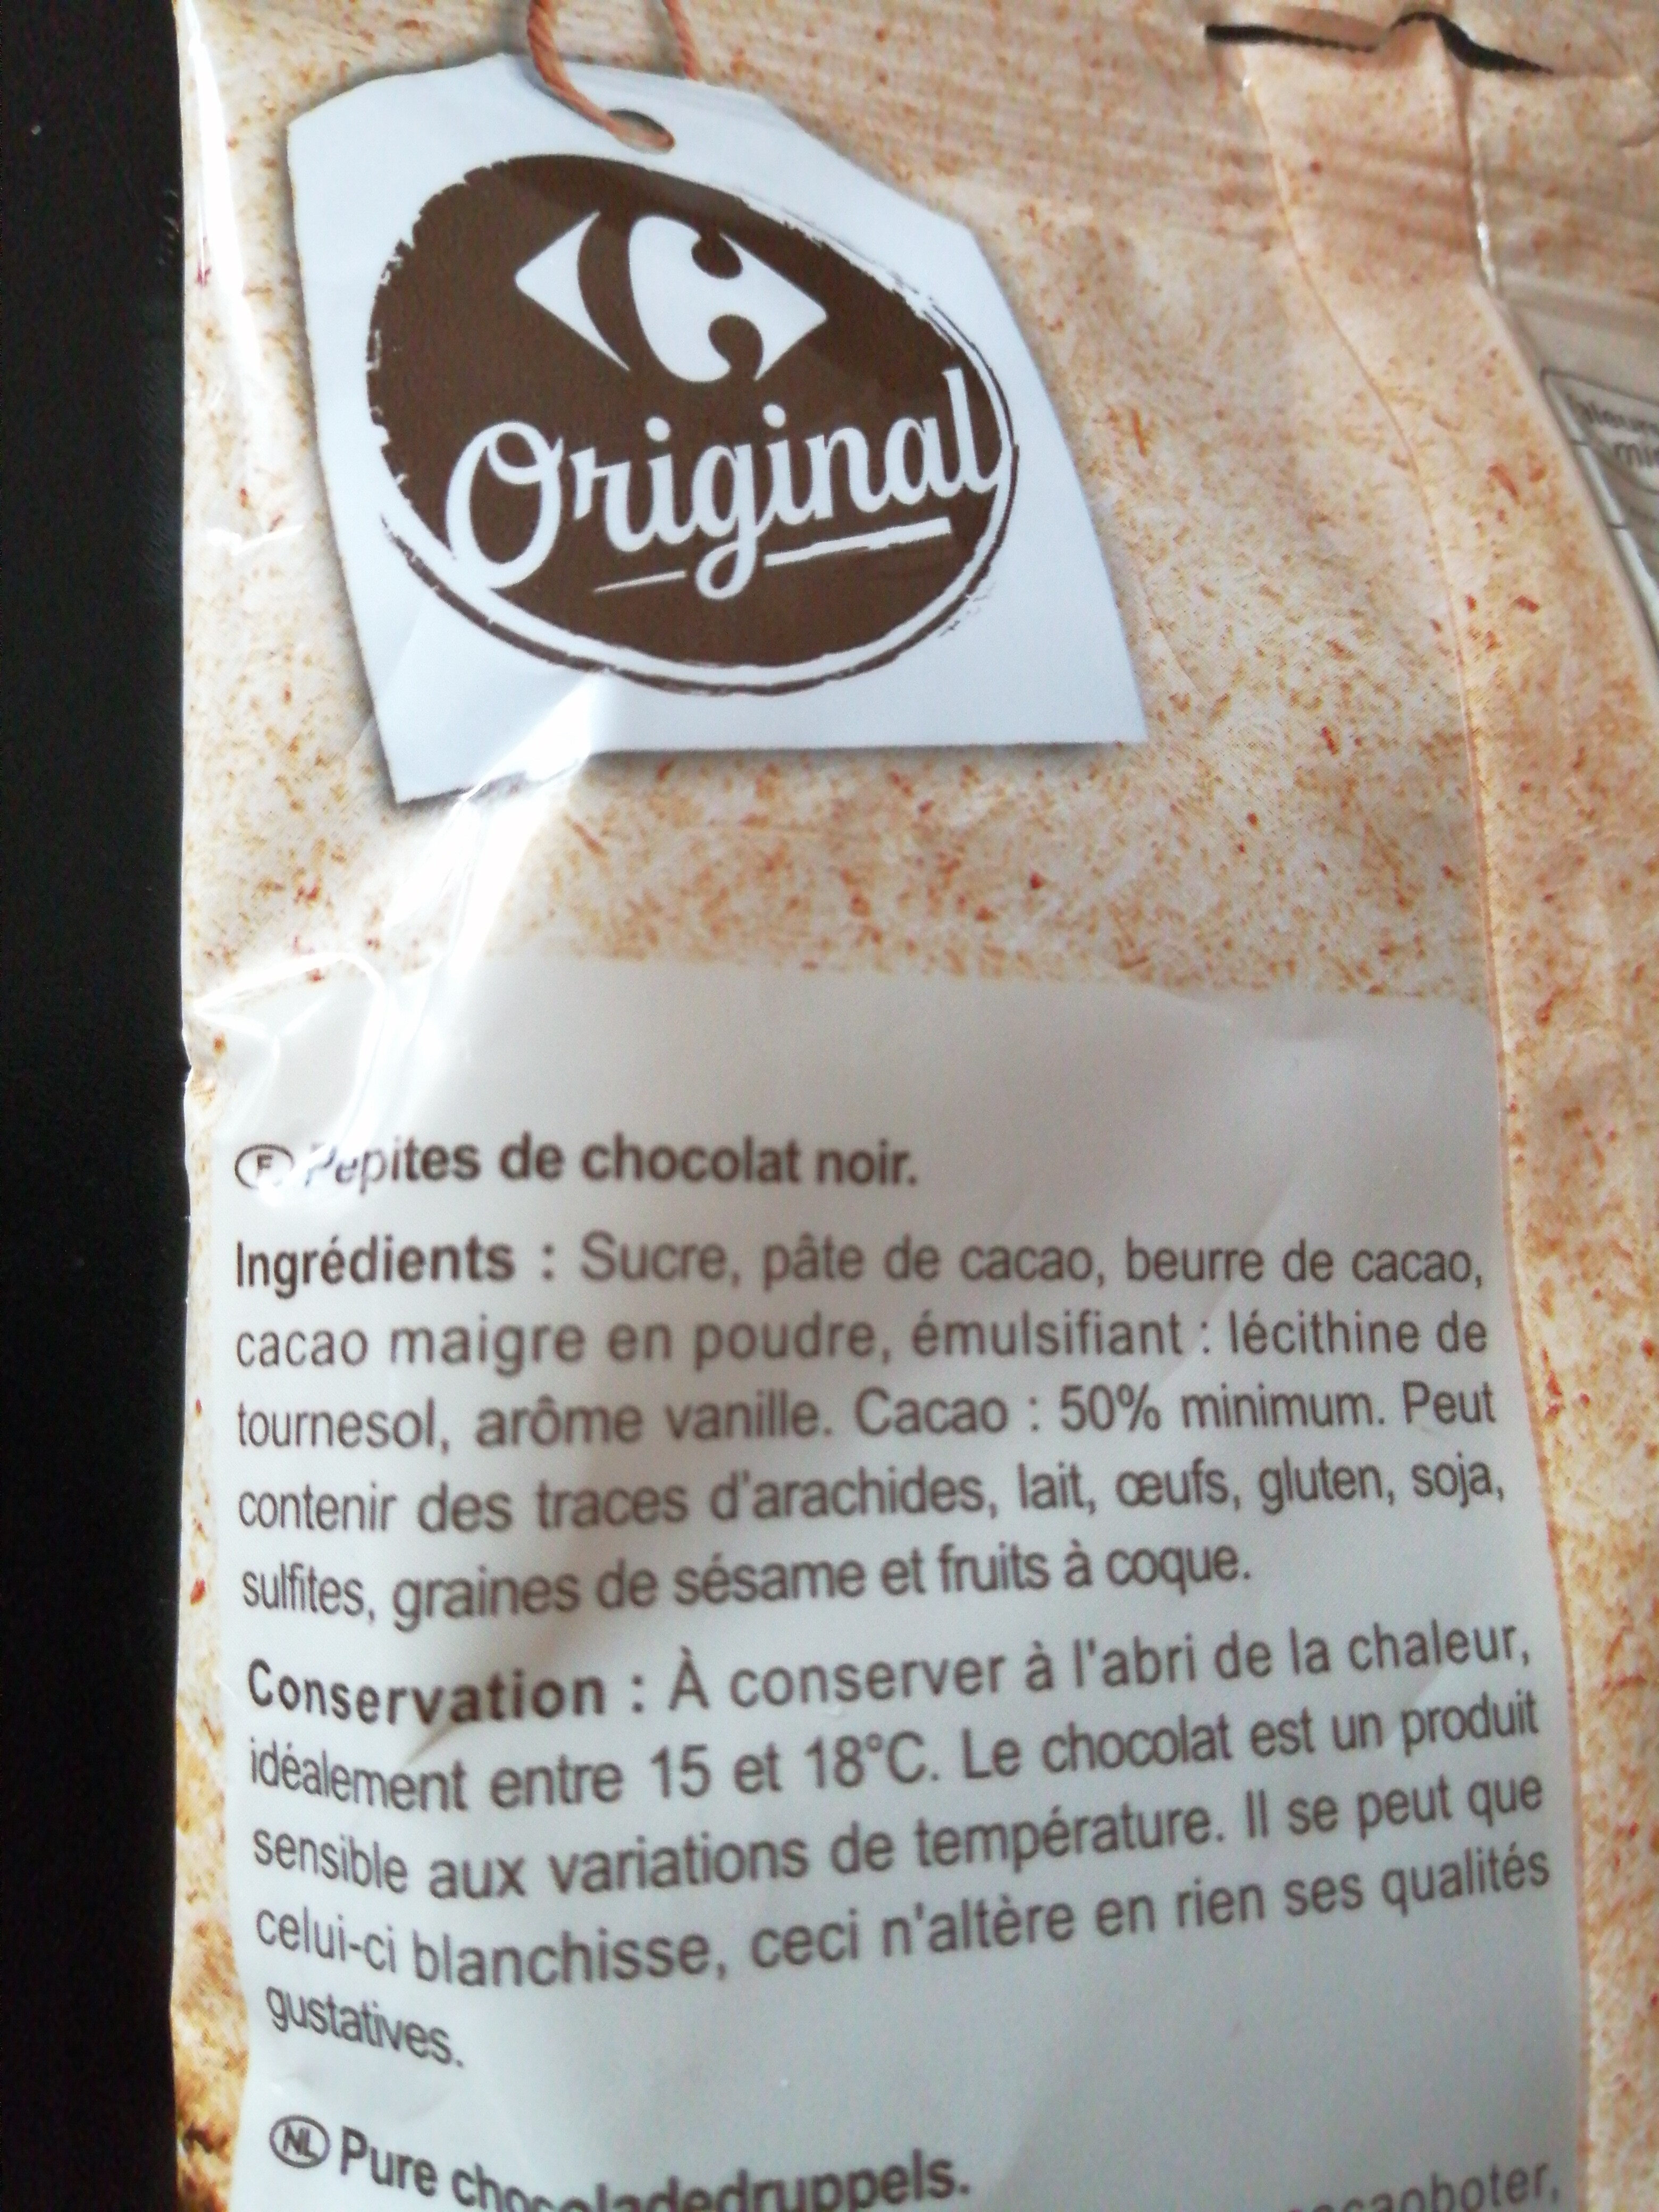 Original
F Pépites de chocolat noir.
Ingrédients : Sucre, pâte de cacao, beurre de cacao,
cacao maigre en poudre, émulsifiant : lécithine de
tournesol, arôme vanille. Cacao : 50% minimum. Peut
contenir des traces d'arachides, lait, œufs, gluten, soja,
sulfites, graines de sésame et fruits à coque.
Conservation : À conserver à l'abri de la chaleur,
idéalement entre 15 et 18°C. Le chocolat est un produit
sensible aux variations de température. Il se peut que
celui-ci blanchisse, ceci n'altère en rien ses qualités
gustatives.
NL Pure chocoladedruppels.